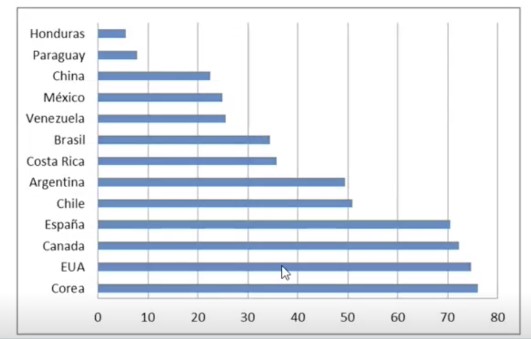 Honduras
Paraguay
China
México
Venezuela
Brasil
Costa Rica
Argentina
Chile
España
Canada
EUA
Corea
0 10 20 30 40 50 60 70 80